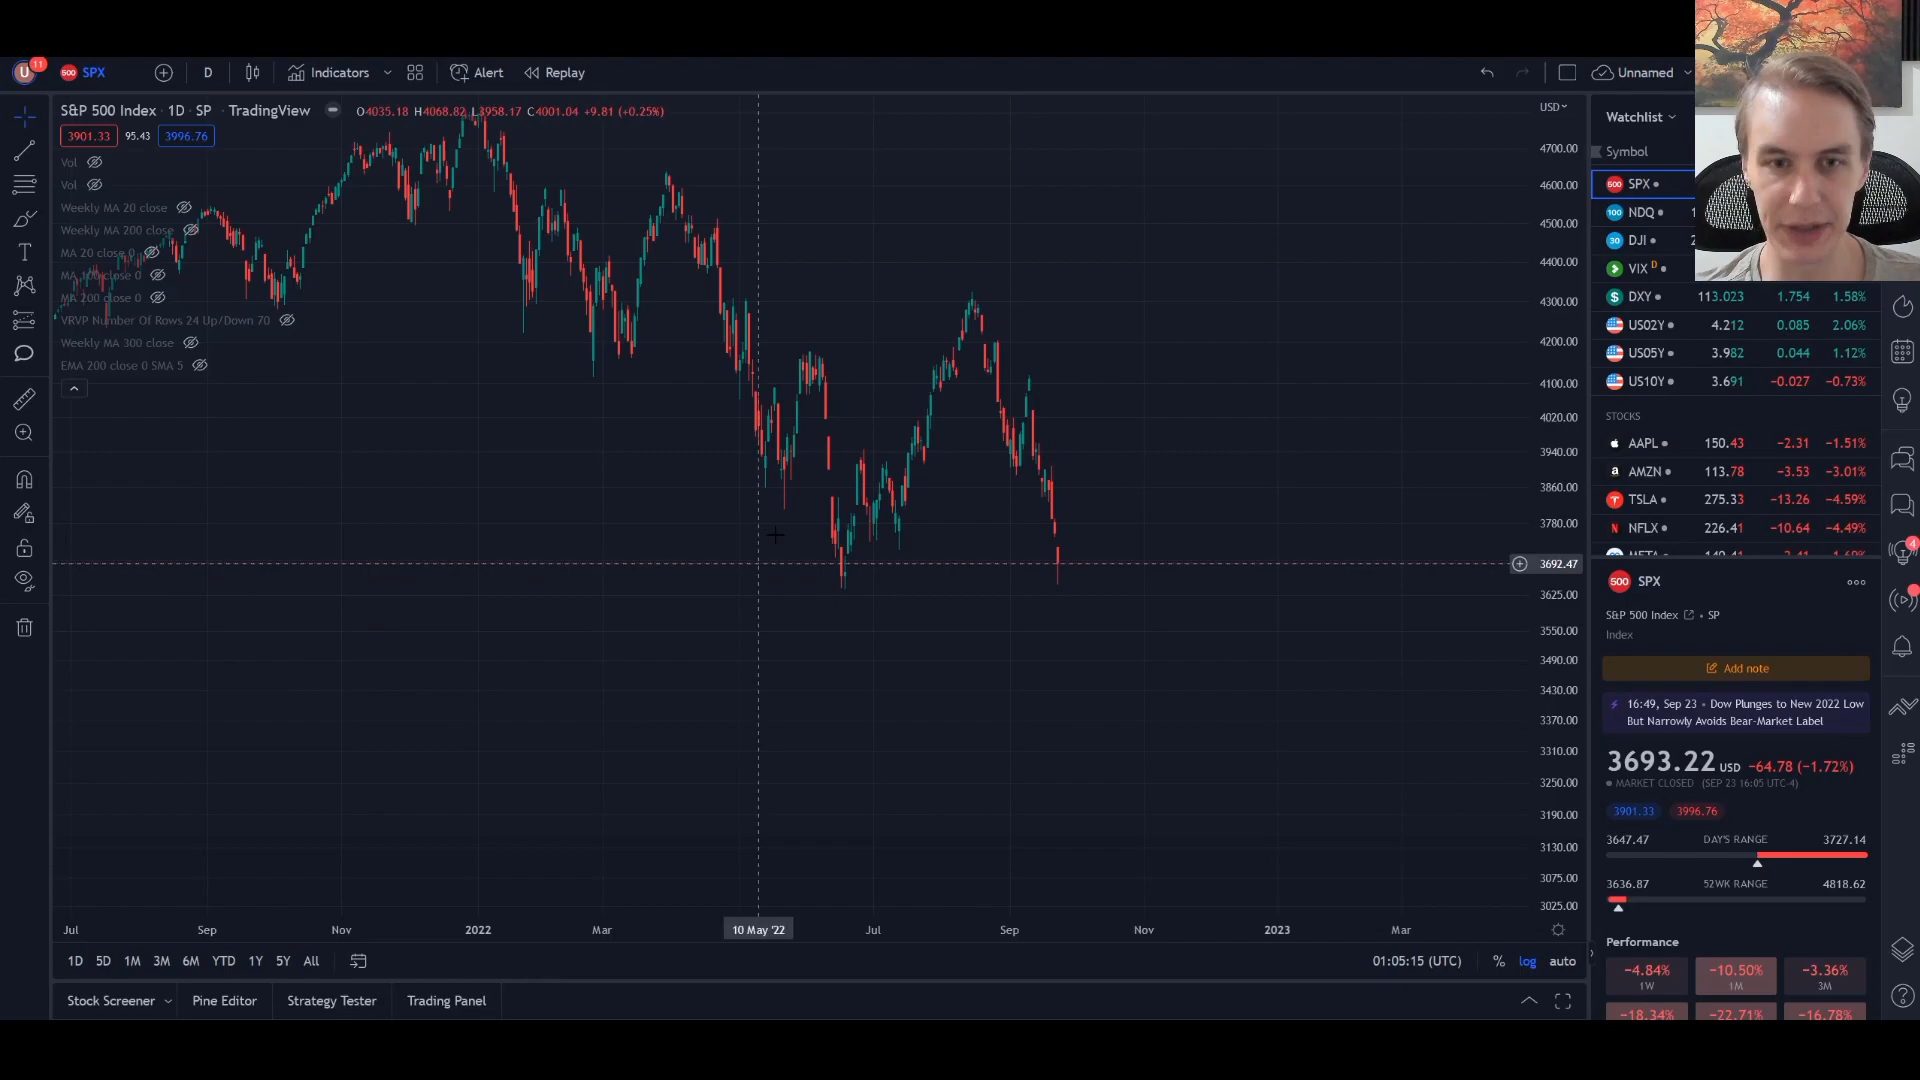 U 11 500 SPX D Indicators Alert Replay Unnamed
S&P 500 Index · 1D · SP · TradingView O4035.18 H4068.82 L3958.17 C4001.04 +9.81 (+0.25%)
3901.33 95.43 3996.76
Vol
Vol
Weekly MA 20 close
Weekly MA 200 close
MA 20 close 0
MA 100 close 0
MA 200 close 0
VRVP Number Of Rows 24 Up/Down 70
Weekly MA 300 close
EMA 200 close 0 SMA 5
USD
4700.00
4600.00
4500.00
4400.00
4300.00
4200.00
4100.00
4020.00
3940.00
3860.00
3780.00
3692.47
3625.00
3550.00
3490.00
3430.00
3370.00
3310.00
3250.00
3190.00
3130.00
3075.00
3025.00
Jul Sep Nov 2022 Mar 10 May '22 Jul Sep Nov 2023 Mar
1D 5D 1M 3M 6M YTD 1Y 5Y All 01:05:15 (UTC) % log auto
Stock Screener Pine Editor Strategy Tester Trading Panel
Watchlist
Symbol
500 SPX
100 NDQ 1
30 DJI 2
VIX D
DXY 113.023 1.754 1.58%
US02Y 4.212 0.085 2.06%
US05Y 3.982 0.044 1.12%
US10Y 3.691 −0.027 −0.73%
STOCKS
AAPL 150.43 −2.31 −1.51%
AMZN 113.78 −3.53 −3.01%
TSLA 275.33 −13.26 −4.59%
NFLX 226.41 −10.64 −4.49%
500 SPX
S&P 500 Index • SP
Index
Add note
16:49, Sep 23 • Dow Plunges to New 2022 Low
But Narrowly Avoids Bear-Market Label
3693.22 USD −64.78 (−1.72%)
MARKET CLOSED (SEP 23 16:05 UTC-4)
3901.33 3996.76
3647.47 DAY'S RANGE 3727.14
3636.87 52WK RANGE 4818.62
Performance
−4.84% −10.50% −3.36%
1W 1M 3M
−18.34% −22.71% −16.78%
4